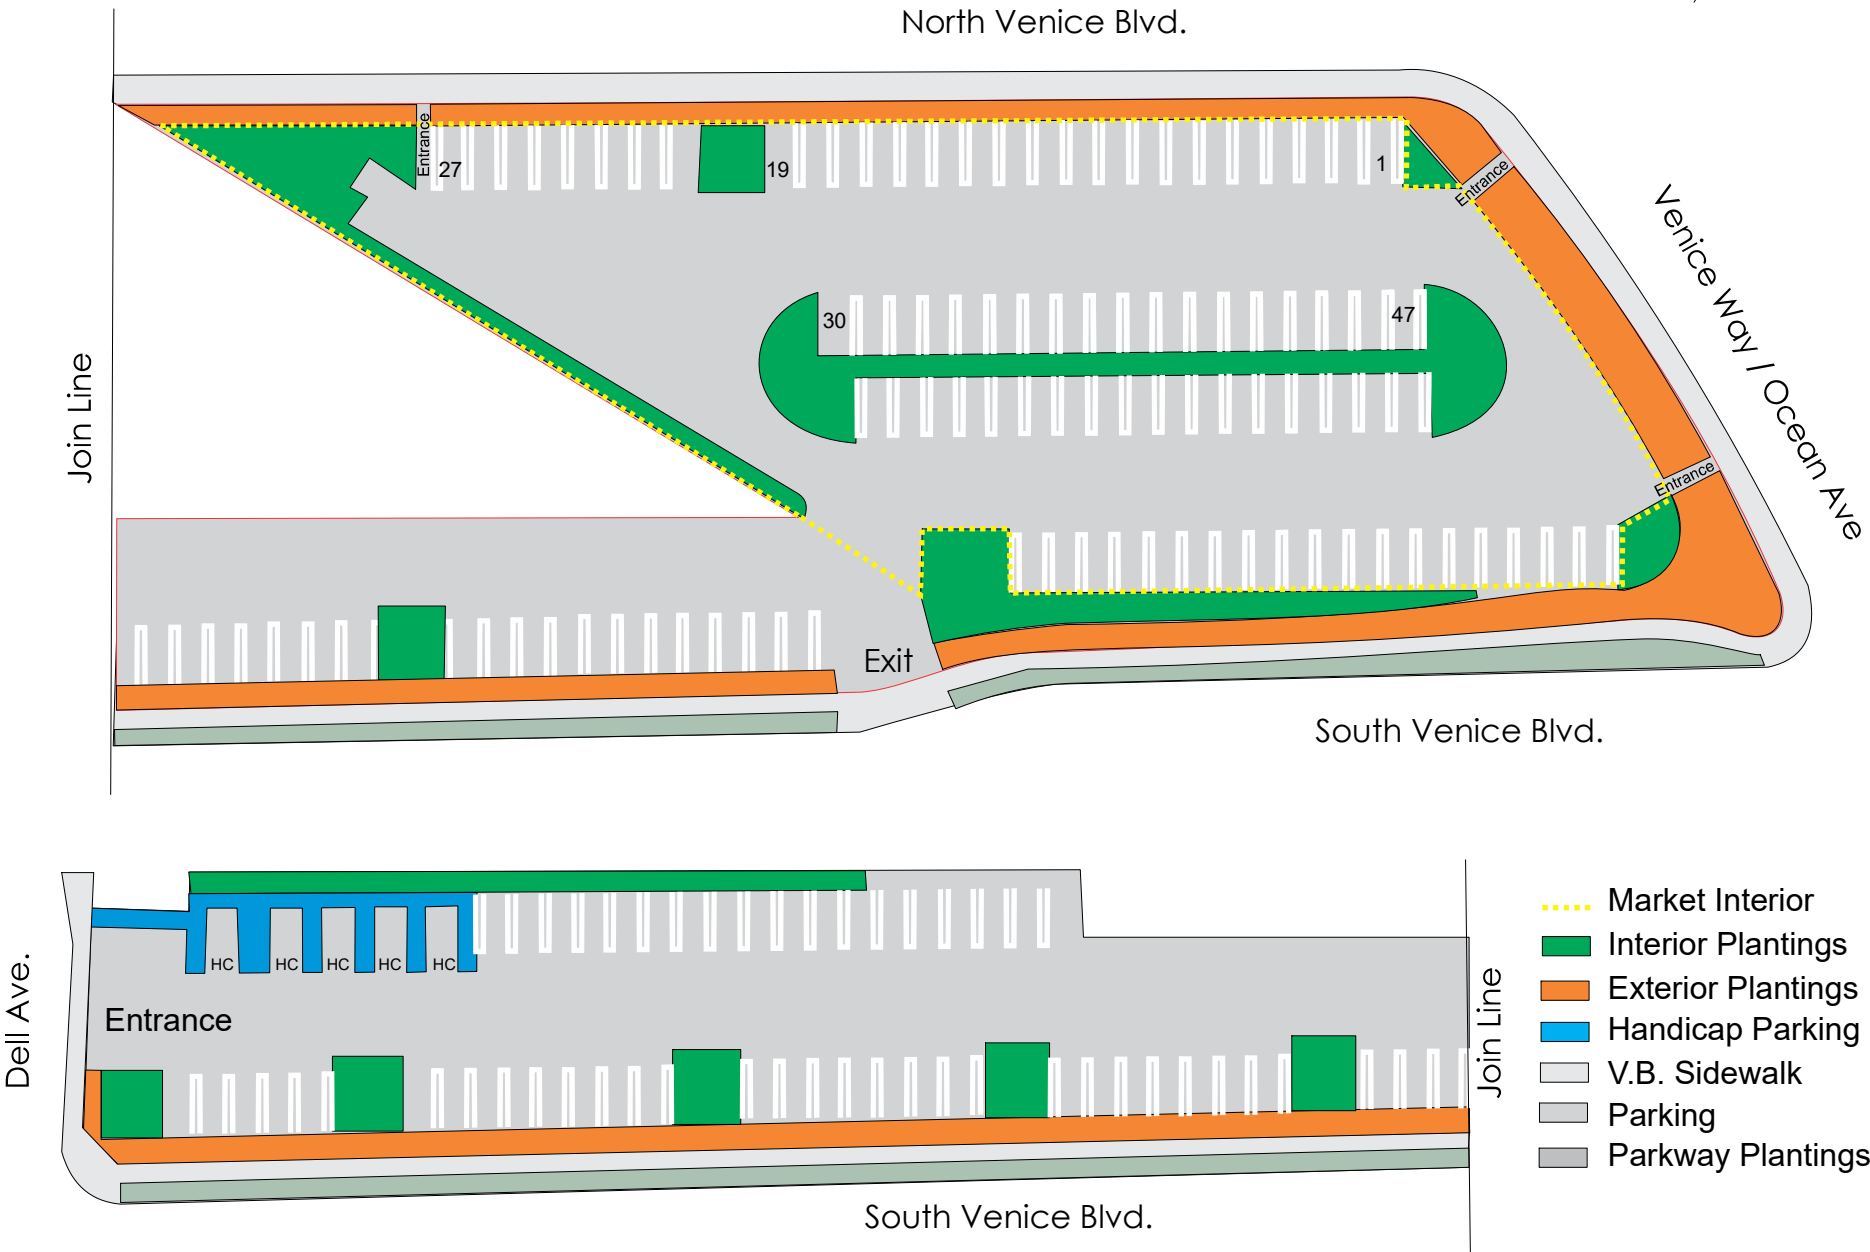 North Venice Blvd.
Entrance
27
19
1
Entrance
Venice Way / Ocean Ave
30
47
Join Line
Entrance
Exit
South Venice Blvd.
HC
HC
HC
HC
HC
Dell Ave.
Entrance
Join Line
South Venice Blvd.
Market Interior
Interior Plantings
Exterior Plantings
Handicap Parking
V.B. Sidewalk
Parking
Parkway Plantings